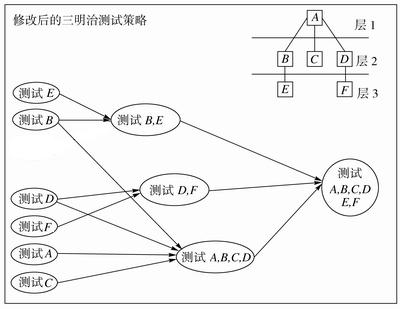 修改后的三明治测试策略
A
层 1
B
C
D
层 2
E
F
层 3
测试 E
测试 B
测试 B,E
测试 D
测试 F
测试 D,F
测试 A
测试 C
测试 A,B,C,D
测试
A,B,C,D
E,F